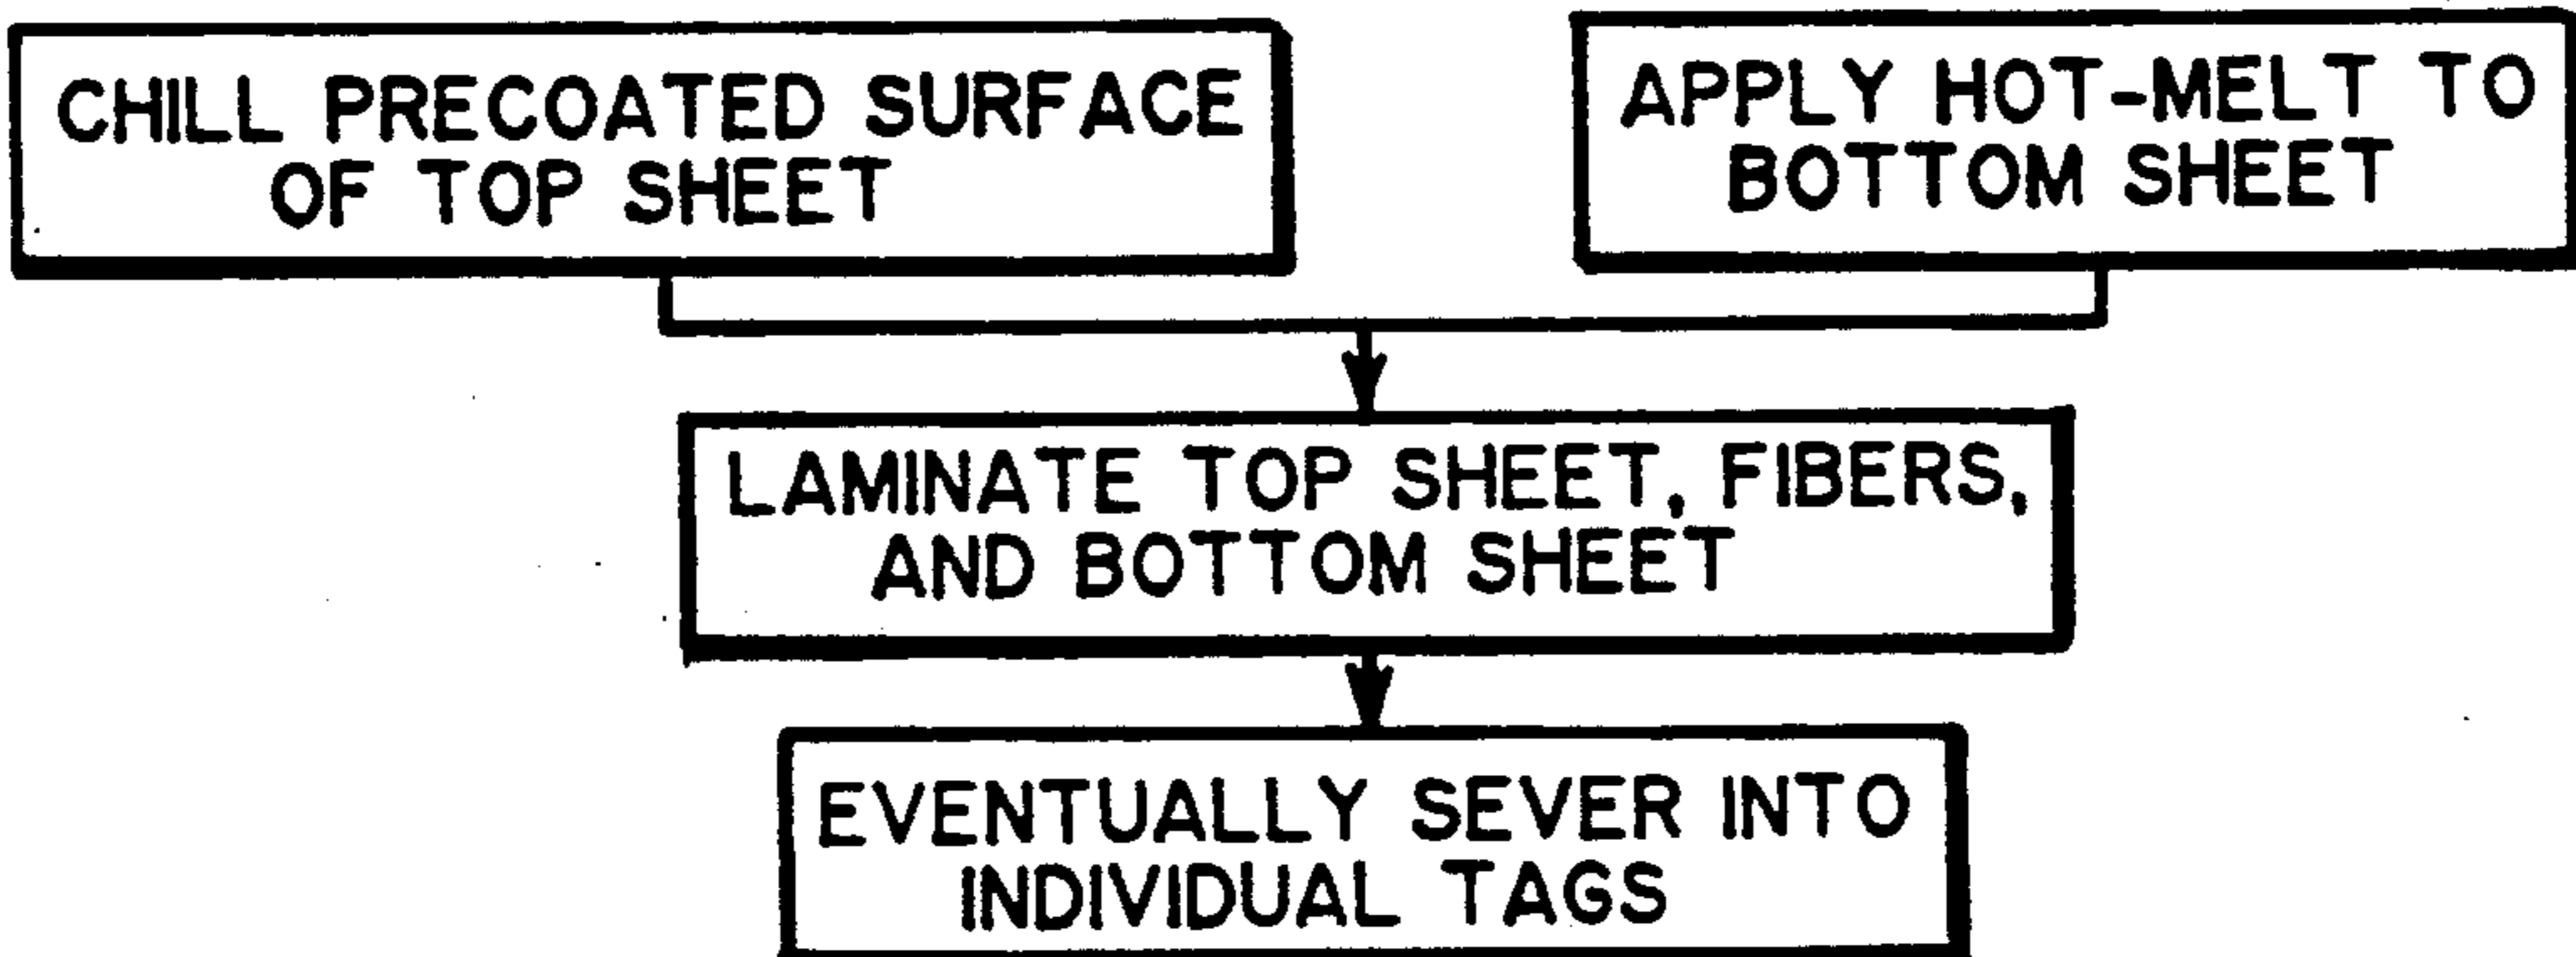 CHILL PRECOATED SURFACE
OF TOP SHEET
APPLY HOT-MELT TO
BOTTOM SHEET
LAMINATE TOP SHEET, FIBERS,
AND BOTTOM SHEET
EVENTUALLY SEVER INTO
INDIVIDUAL TAGS